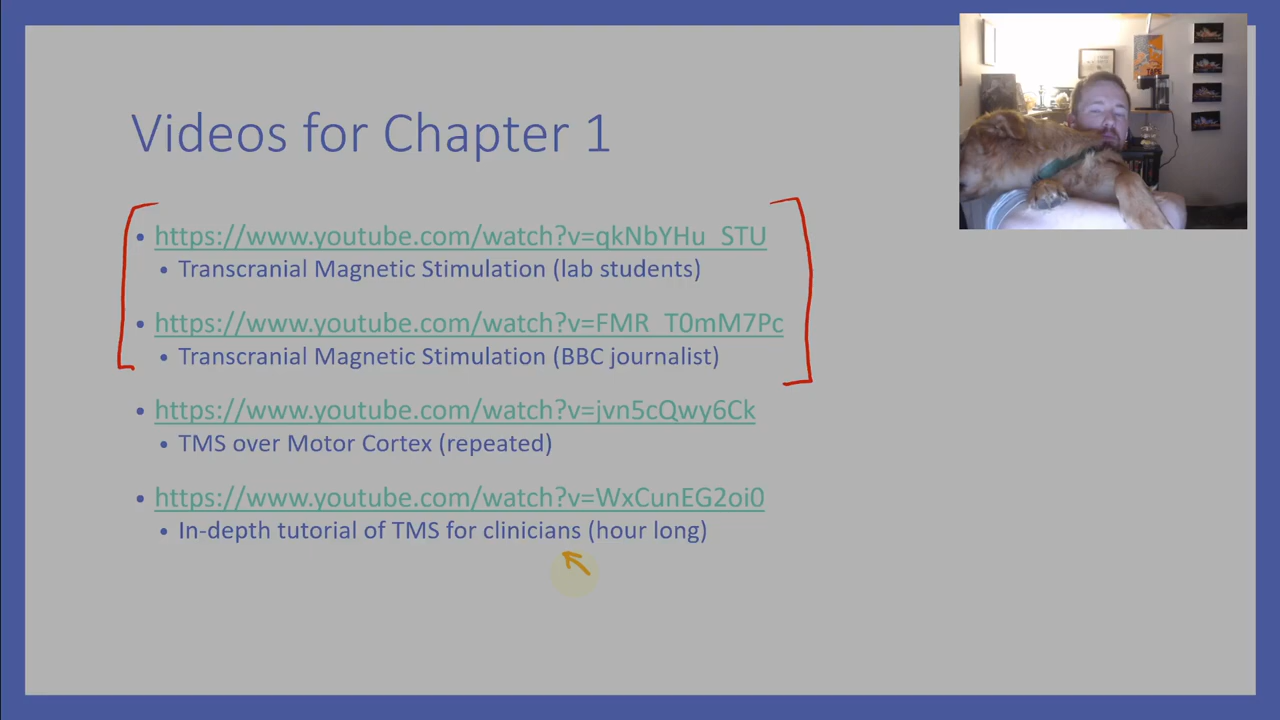 Videos for Chapter 1
• https://www.youtube.com/watch?v=qkNbYHu_STU
• Transcranial Magnetic Stimulation (lab students)
• https://www.youtube.com/watch?v=FMR_T0mM7Pc
• Transcranial Magnetic Stimulation (BBC journalist)
• https://www.youtube.com/watch?v=jvn5cQwy6Ck
• TMS over Motor Cortex (repeated)
• https://www.youtube.com/watch?v=WxCunEG2oi0
• In-depth tutorial of TMS for clinicians (hour long)